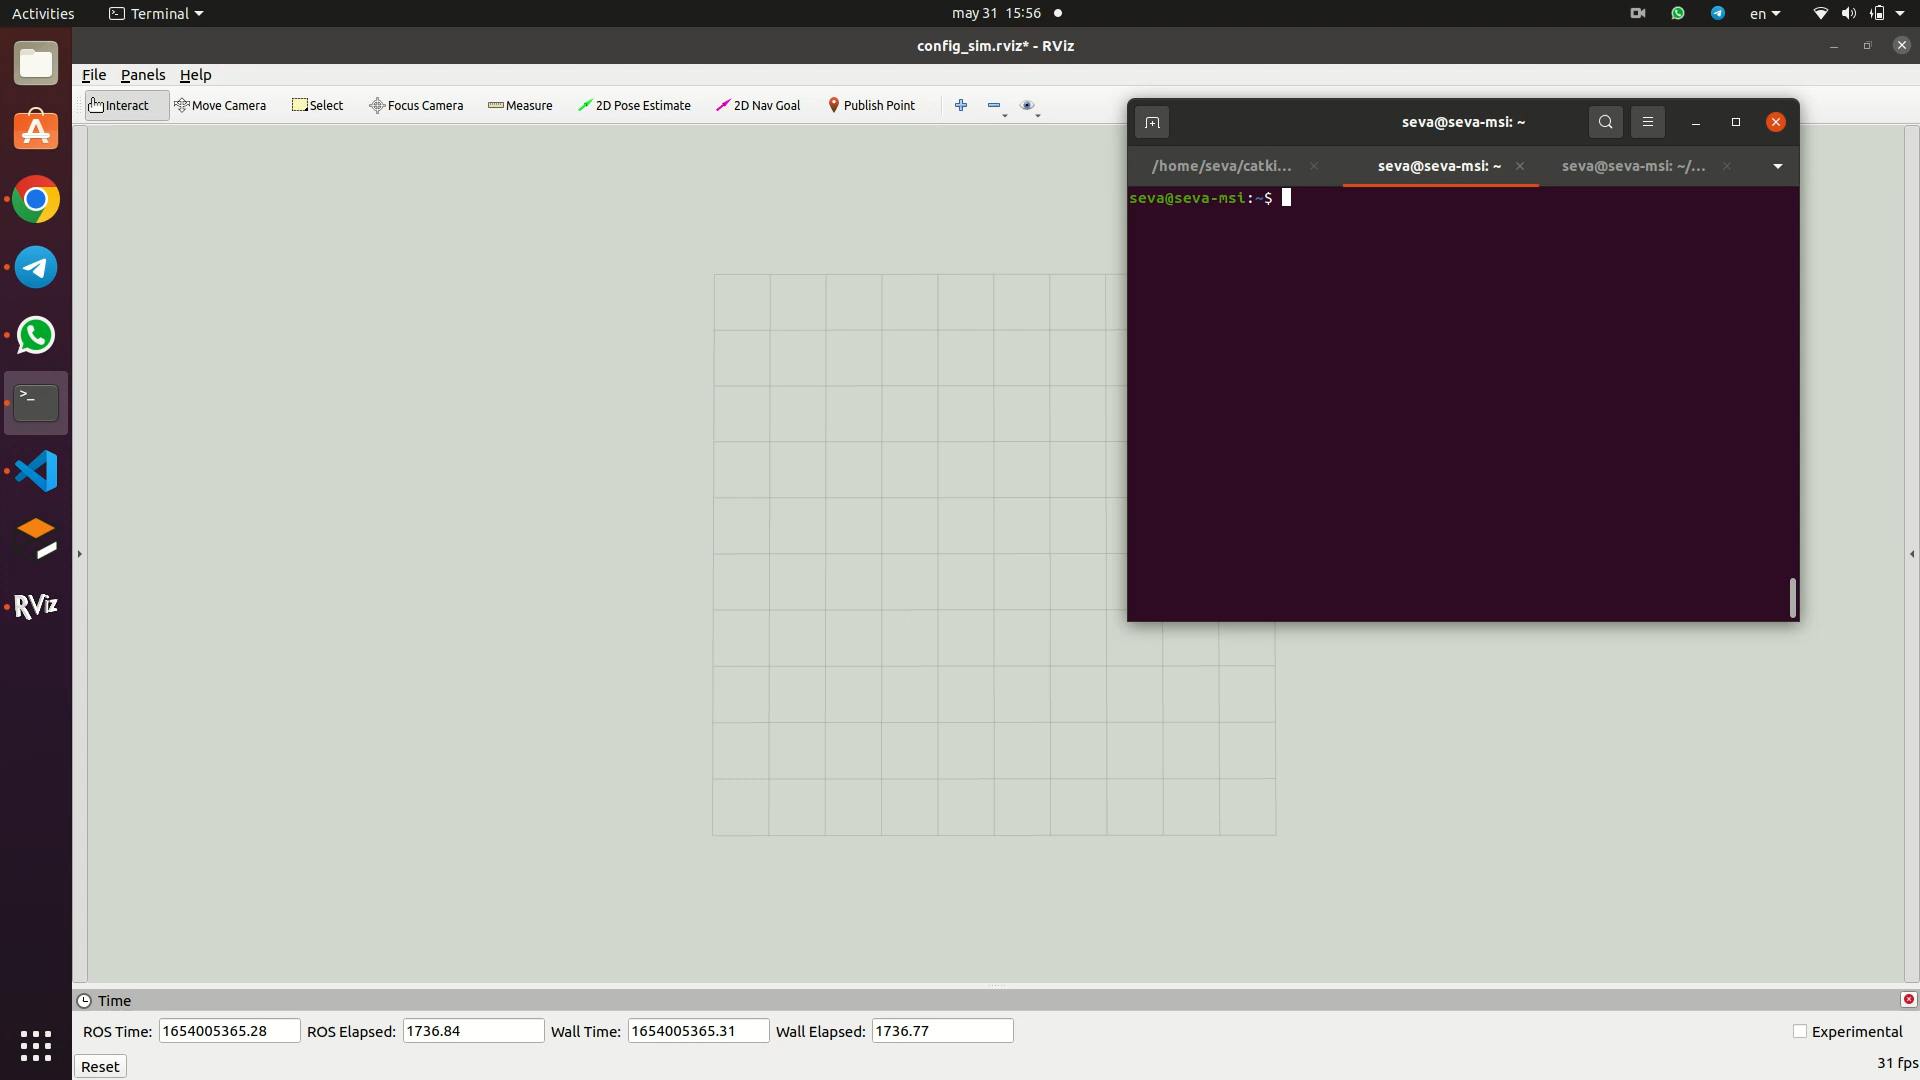 Activities
Terminal
may 31 15:56
en
config_sim.rviz* - RViz
File Panels Help
Interact
Move Camera
Select
Focus Camera
Measure
2D Pose Estimate
2D Nav Goal
Publish Point
seva@seva-msi: ~
/home/seva/catki...
seva@seva-msi: ~
seva@seva-msi: ~/...
seva@seva-msi:~$
>_
RViz
Time
ROS Time: 1654005365.28 ROS Elapsed: 1736.84 Wall Time: 1654005365.31 Wall Elapsed: 1736.77
Experimental
Reset
31 fps